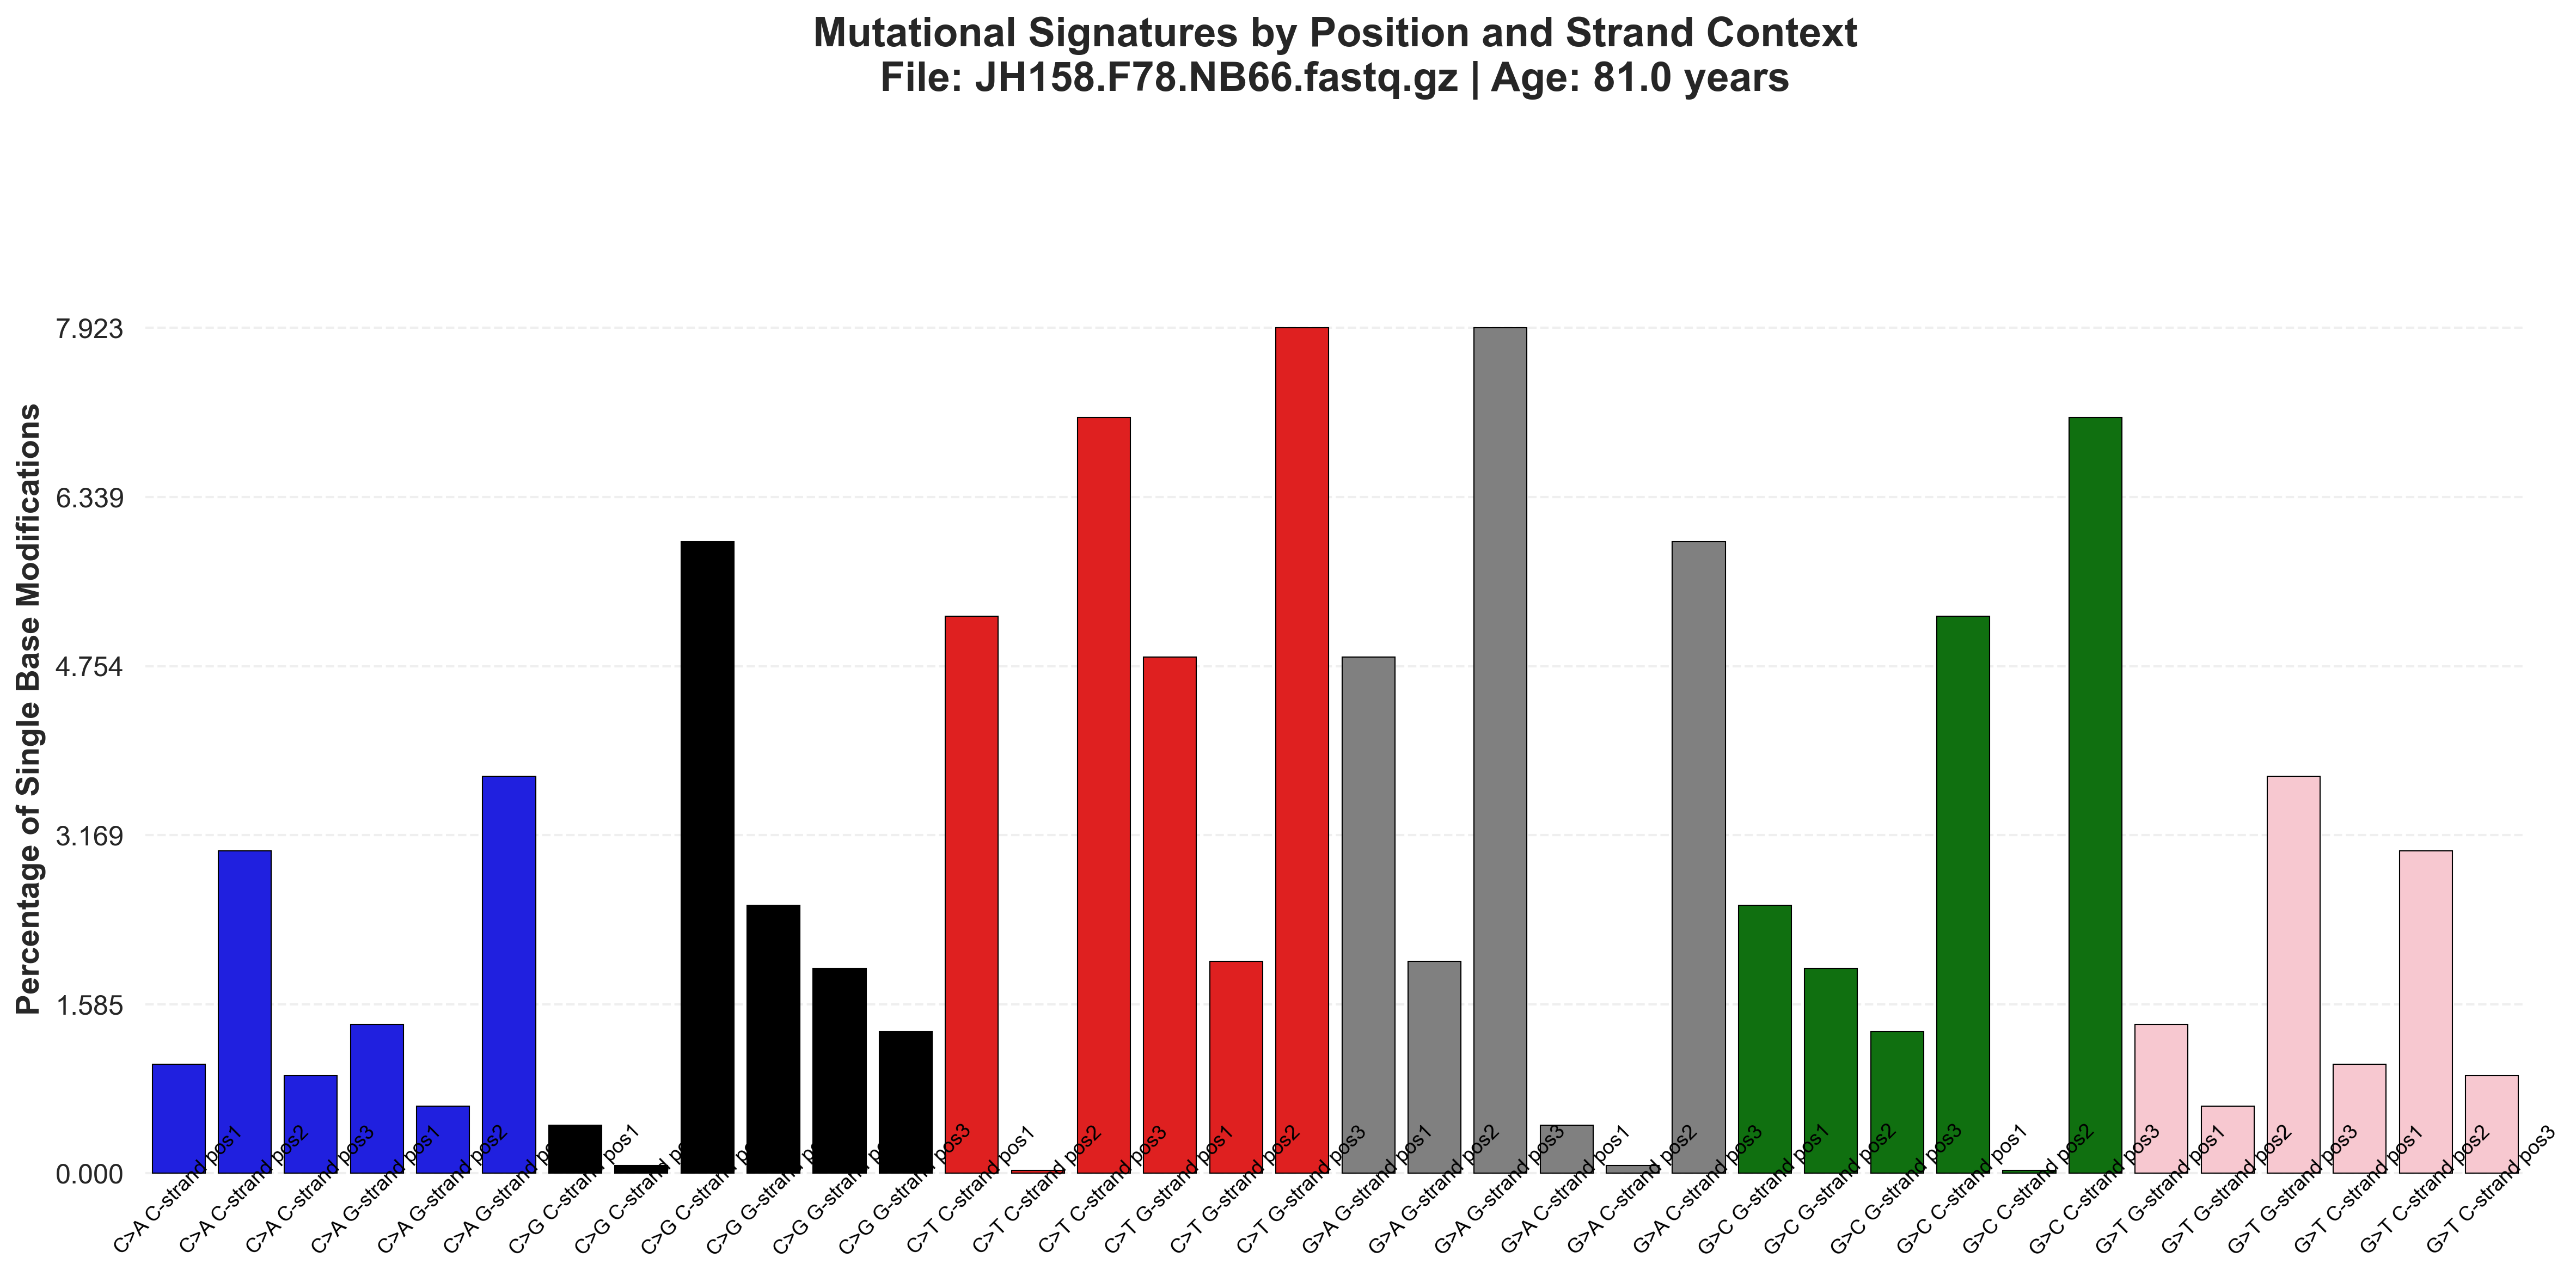 Mutational Signatures by Position and Strand Context
File: JH158.F78.NB66.fastq.gz | Age: 81.0 years
Percentage of Single Base Modifications
7.923
6.339
4.754
3.169
1.585
0.000
C>A C-strand pos1
C>A C-strand pos2
C>A C-strand pos3
C>A G-strand pos1
C>A G-strand pos2
C>A G-strand
C>G C-strand pos1
C>G C-strand
C>G C-strand
C>G G-strand
C>G G-strand
C>G G-strand pos3
C>T C-strand pos1
C>T C-strand pos2
C>T C-strand pos3
C>T G-strand pos1
C>T G-strand pos2
C>T G-strand pos3
G>A G-strand pos1
G>A G-strand pos2
G>A G-strand pos3
G>A C-strand pos1
G>A C-strand pos2
G>A C-strand pos3
G>C G-strand pos1
G>C G-strand pos2
G>C G-strand pos3
G>C C-strand pos1
G>C C-strand pos2
G>C C-strand pos3
G>T G-strand pos1
G>T G-strand pos2
G>T G-strand pos3
G>T C-strand pos1
G>T C-strand pos2
G>T C-strand pos3